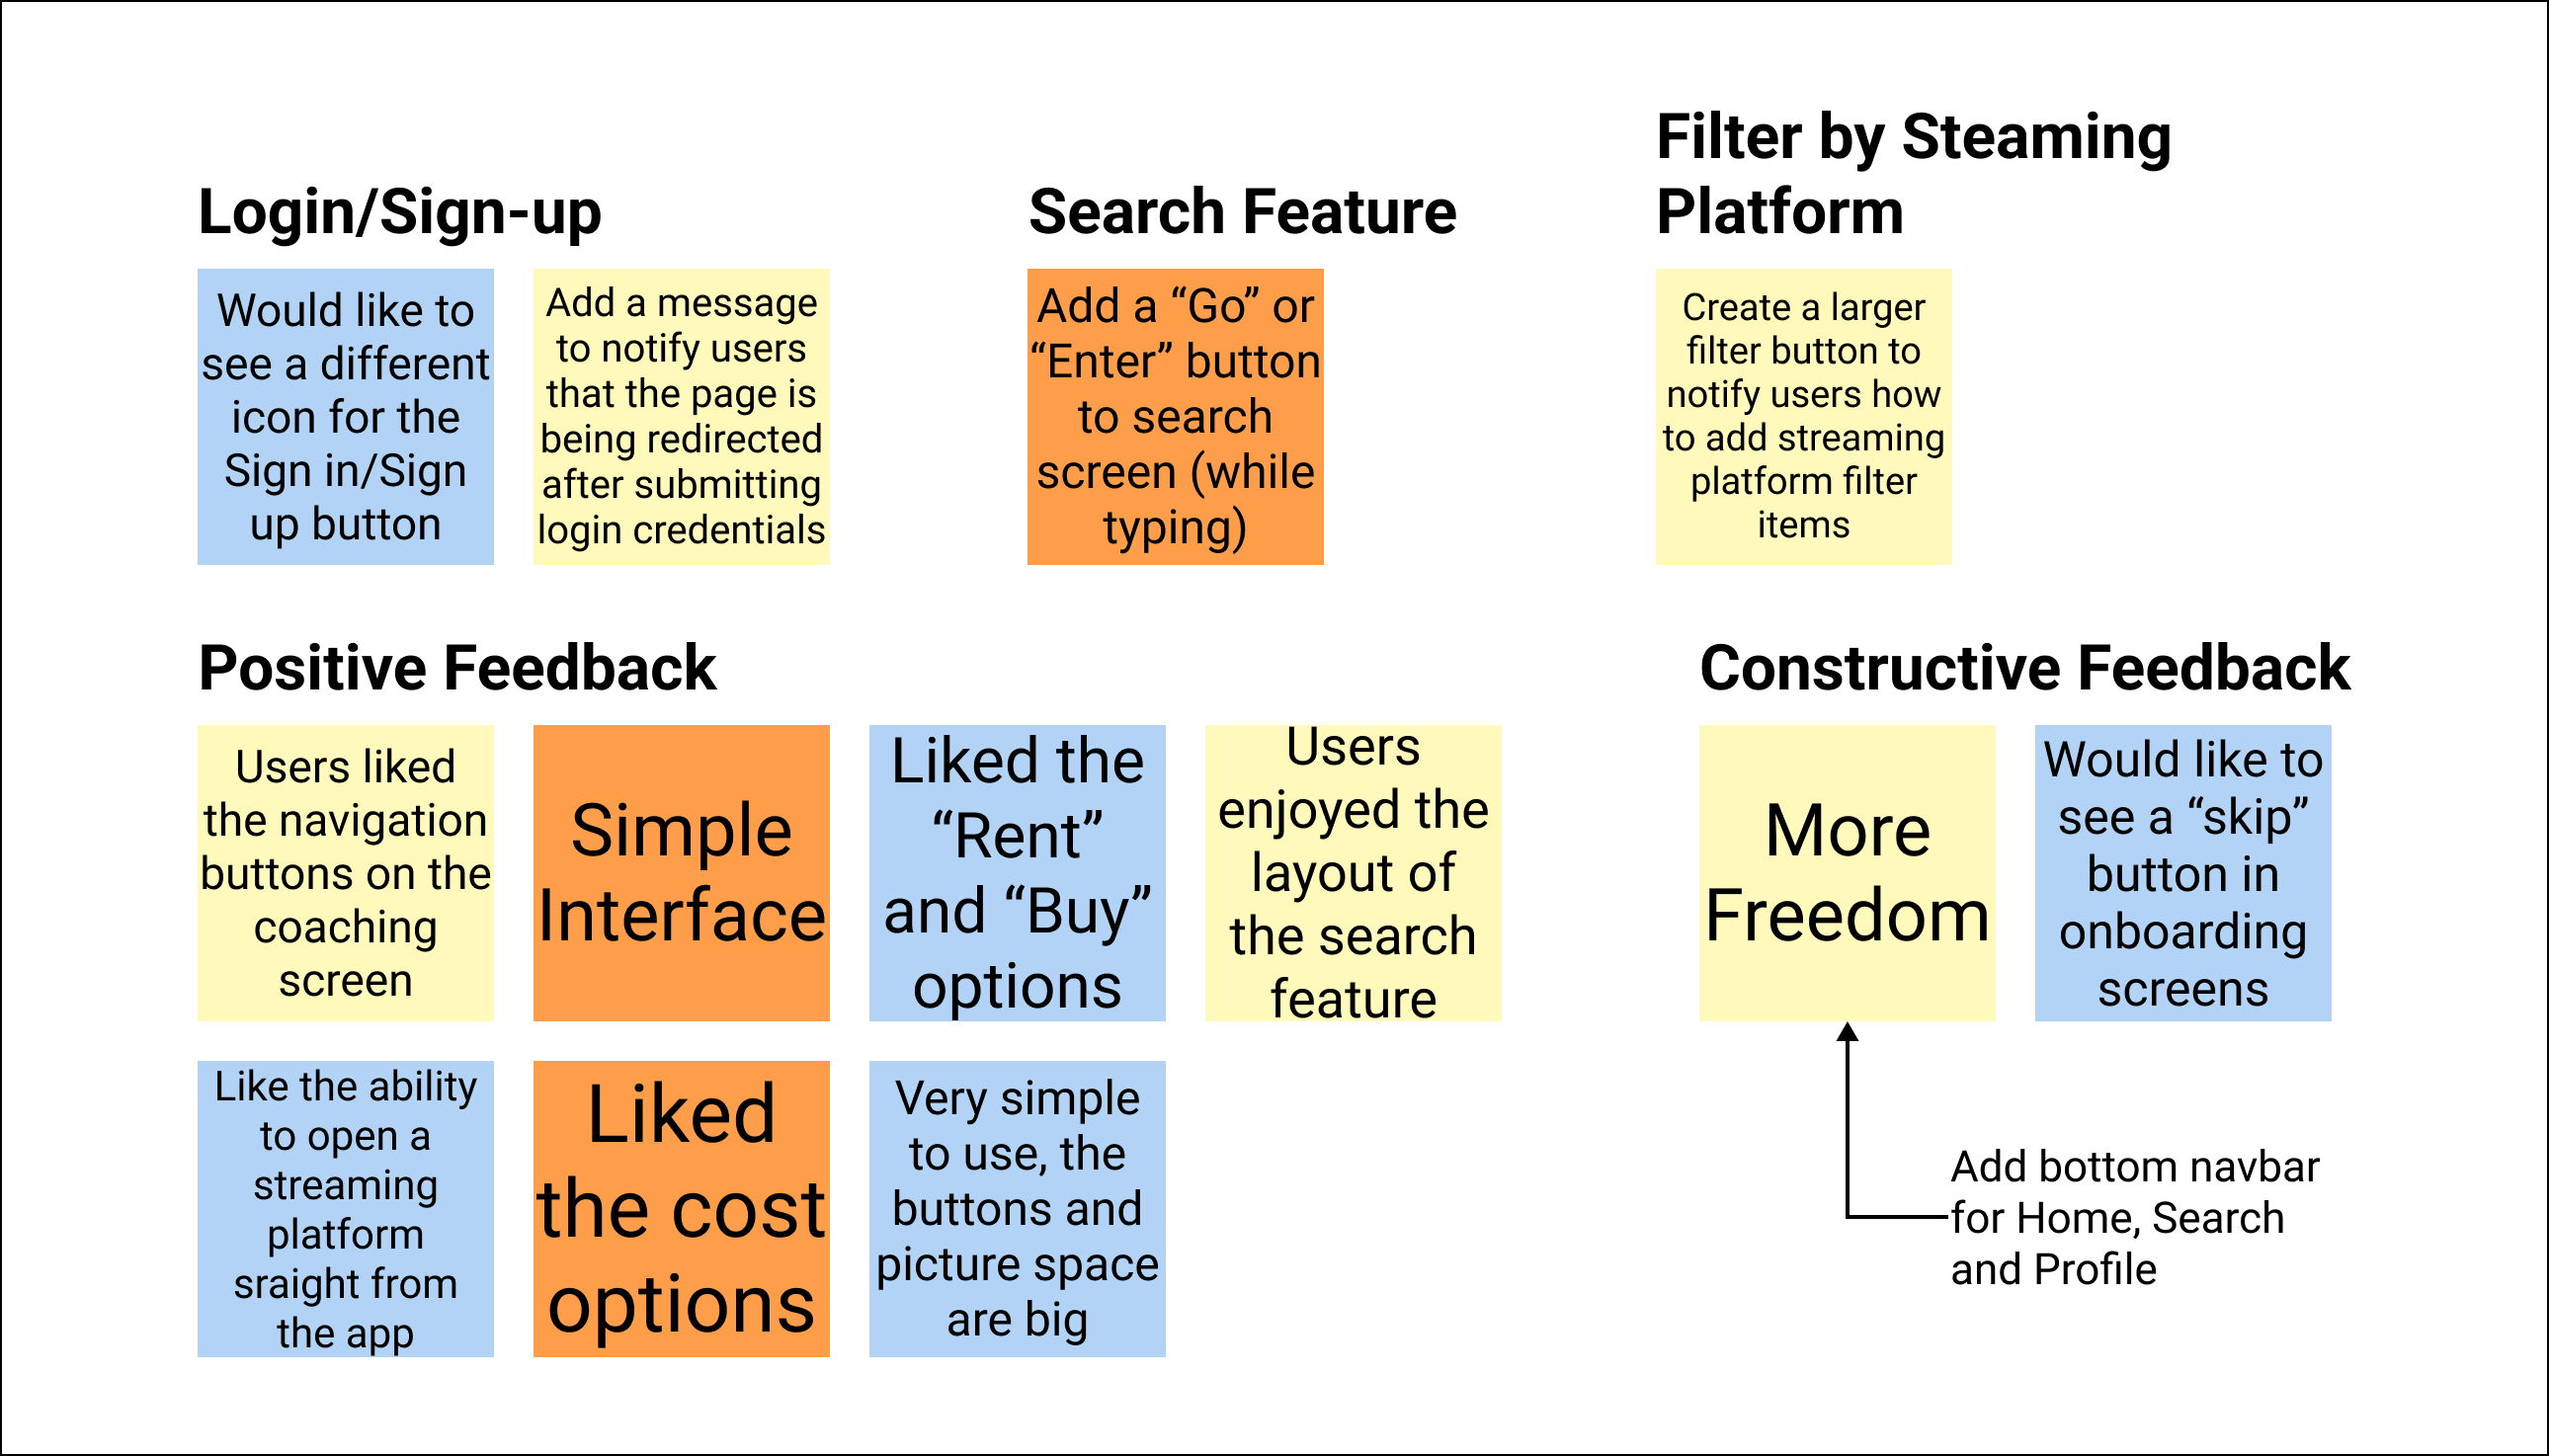 Login/Sign-up
Would like to
see a different
icon for the
Sign in/Sign
up button
Add a message
to notify users
that the page is
being redirected
after submitting
login credentials
Search Feature
Add a “Go” or
“Enter” button
to search
screen (while
typing)
Filter by Steaming
Platform
Create a larger
filter button to
notify users how
to add streaming
platform filter
items
Positive Feedback
Users liked
the navigation
buttons on the
coaching
screen
Simple
Interface
Liked the
“Rent”
and “Buy”
options
Users
enjoyed the
layout of
the search
feature
Like the ability
to open a
streaming
platform
sraight from
the app
Liked
the cost
options
Very simple
to use, the
buttons and
picture space
are big
Constructive Feedback
More
Freedom
Would like to
see a “skip”
button in
onboarding
screens
Add bottom navbar
for Home, Search
and Profile